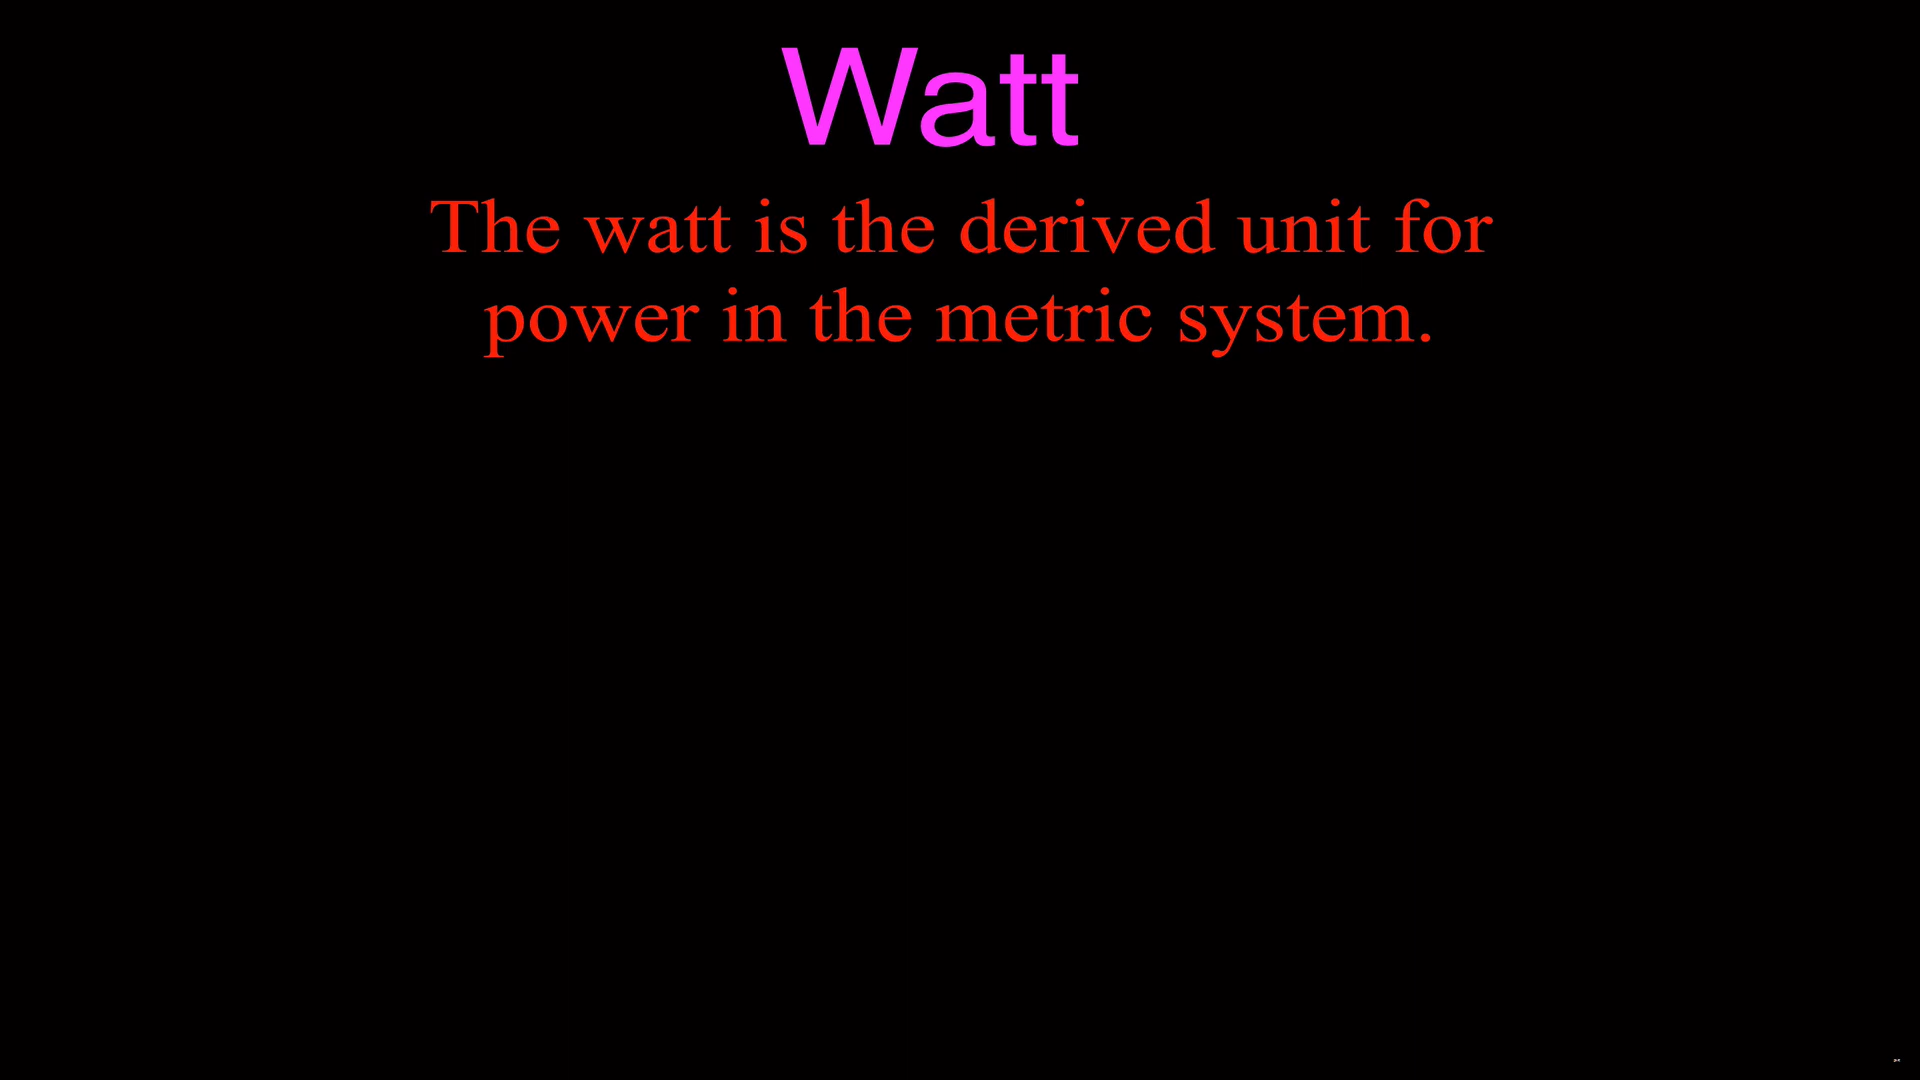 Watt
The watt is the derived unit for
power in the metric system.